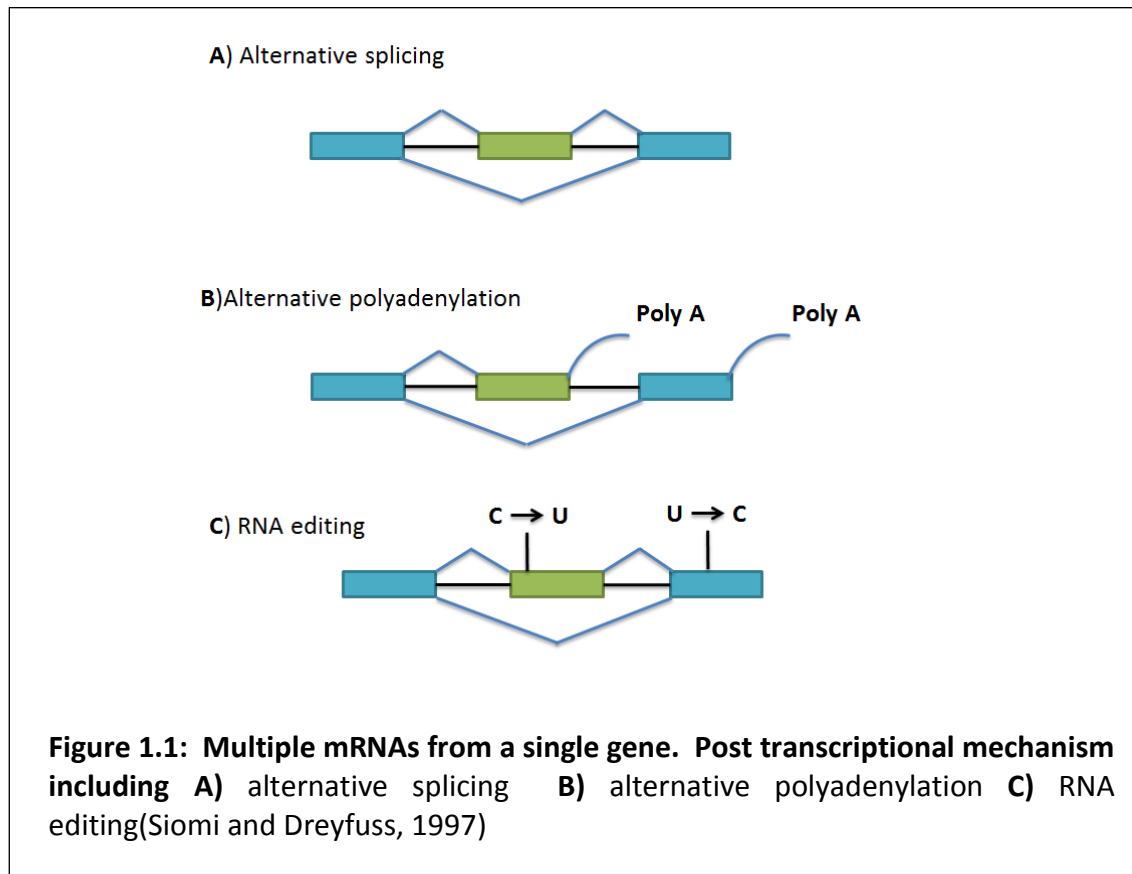 A) Alternative splicing
B)Alternative polyadenylation
Poly A Poly A
C) RNA editing
C → U U → C
Figure 1.1: Multiple mRNAs from a single gene. Post transcriptional mechanism
including A) alternative splicing B) alternative polyadenylation C) RNA
editing(Siomi and Dreyfuss, 1997)